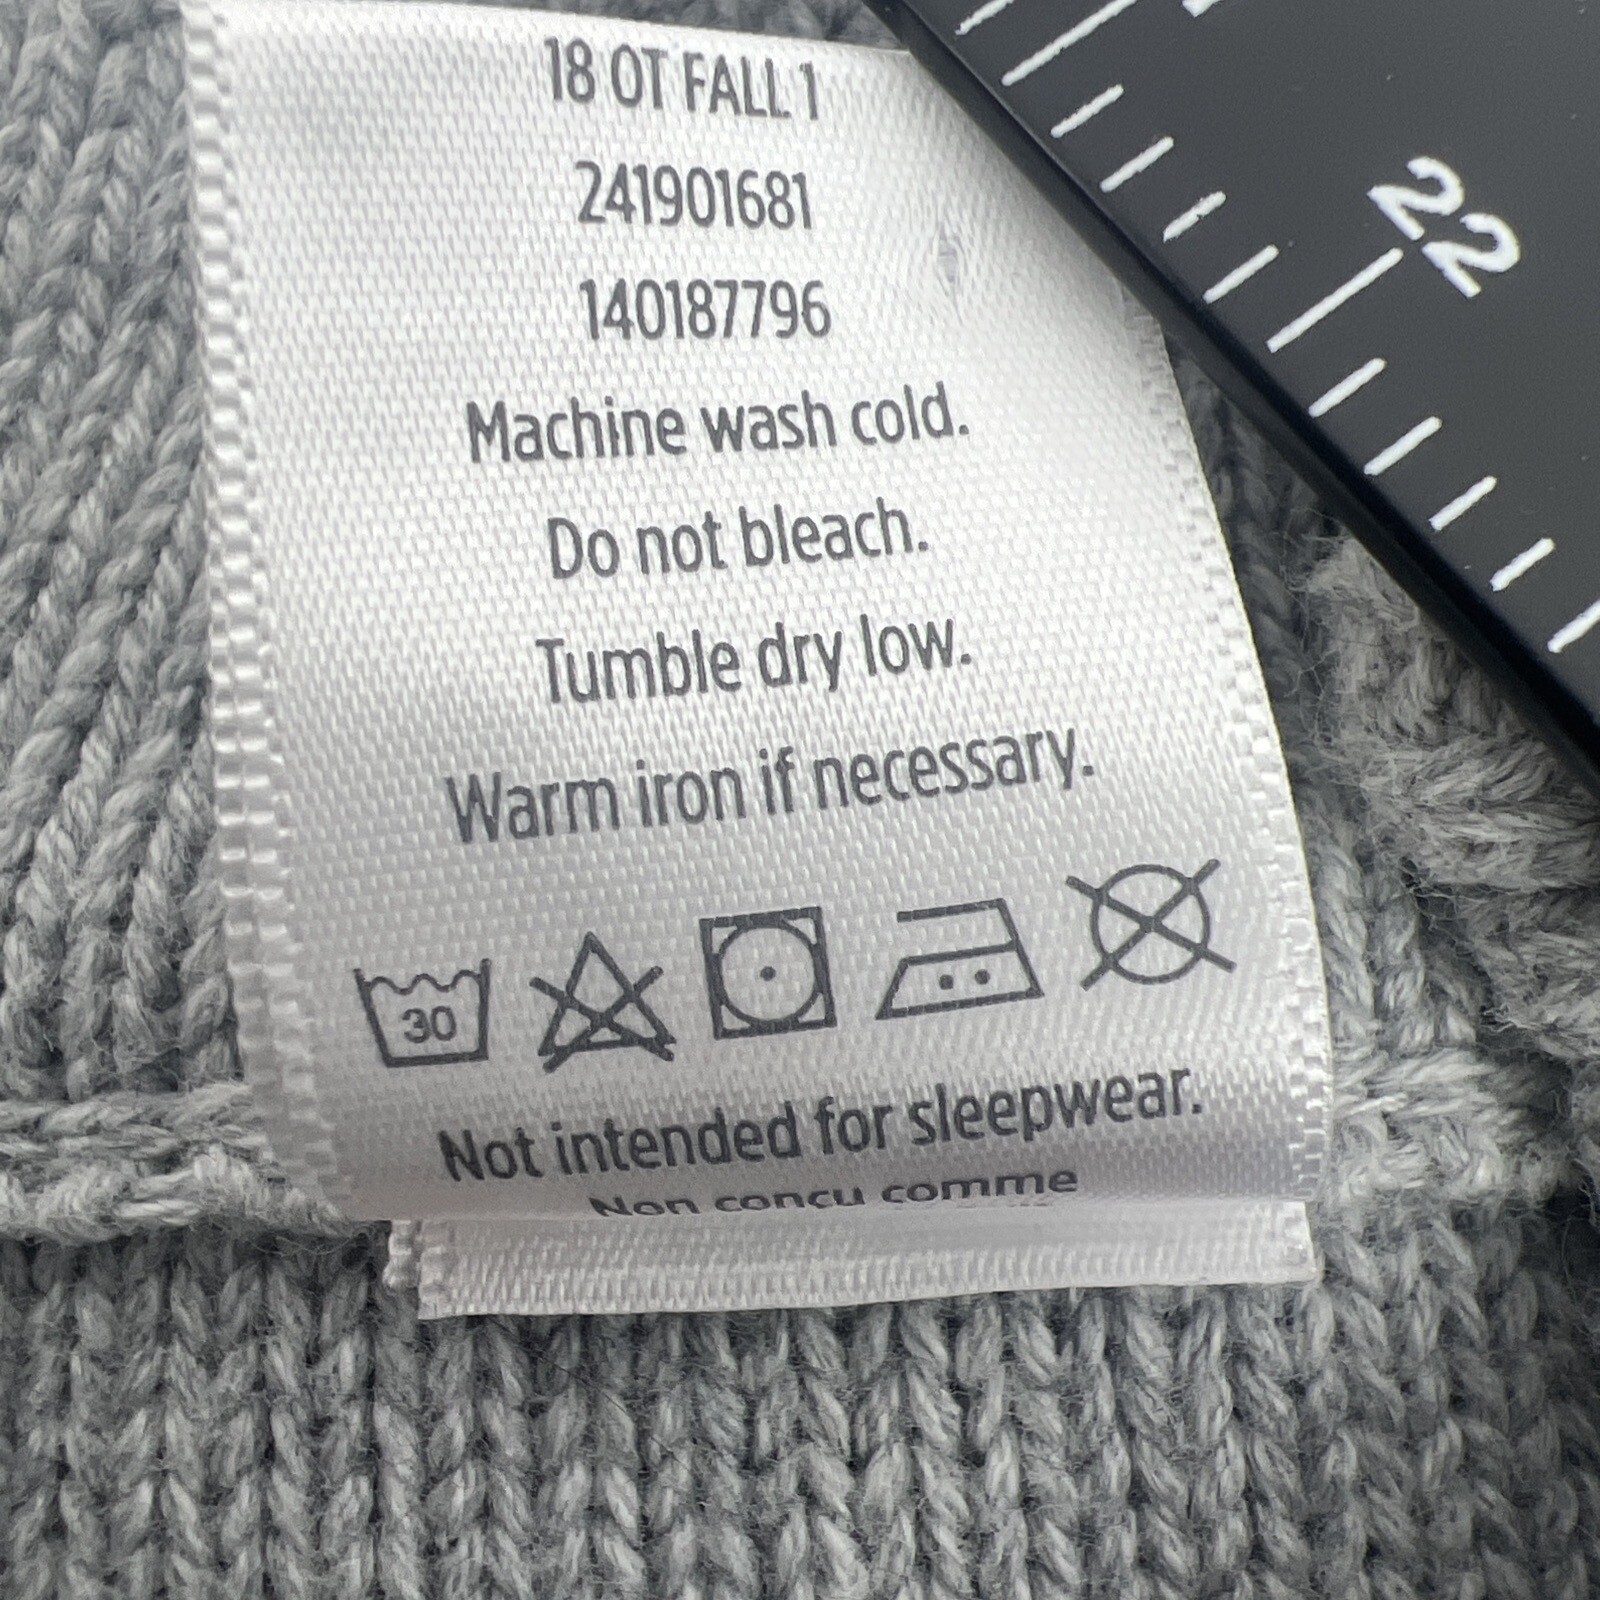 18 OT FALL 1
241901681
140187796
Machine wash cold.
Do not bleach.
Tumble dry low.
Warm iron if necessary.
30
Not intended for sleepwear.
Non conçu comme
22